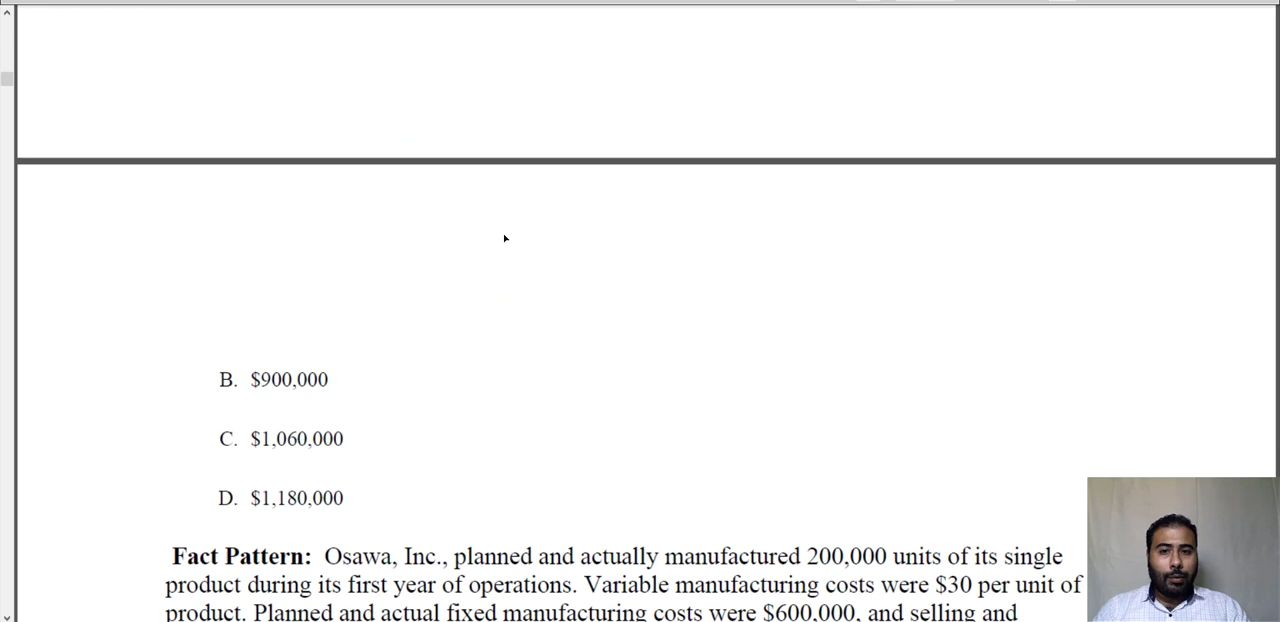 B. $900,000
C. $1,060,000
D. $1,180,000
Fact Pattern: Osawa, Inc., planned and actually manufactured 200,000 units of its single
product during its first year of operations. Variable manufacturing costs were $30 per unit of
product. Planned and actual fixed manufacturing costs were $600,000, and selling and